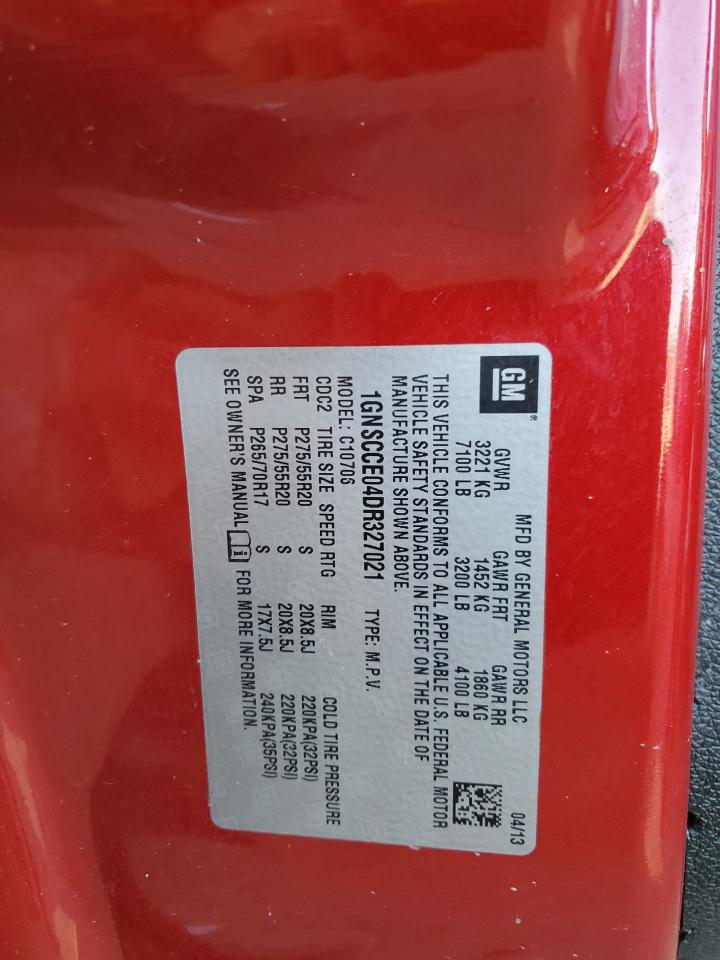 GM
MFD BY GENERAL MOTORS LLC 04/13
GVWR GAWR FRT GAWR RR
3221 KG 1452 KG 1860 KG
7100 LB 3200 LB 4100 LB
THIS VEHICLE CONFORMS TO ALL APPLICABLE U.S. FEDERAL MOTOR
VEHICLE SAFETY STANDARDS IN EFFECT ON THE DATE OF
MANUFACTURE SHOWN ABOVE.
1GNSCCE04DR327021 TYPE: M.P.V.
MODEL: C10706
CDC2 TIRE SIZE SPEED RTG RIM COLD TIRE PRESSURE
FRT P275/55R20 S 20X8.5J 220KPA(32PSI)
RR P275/55R20 S 20X8.5J 220KPA(32PSI)
SPA P265/70R17 S 17X7.5J 240KPA(35PSI)
SEE OWNER'S MANUAL FOR MORE INFORMATION.